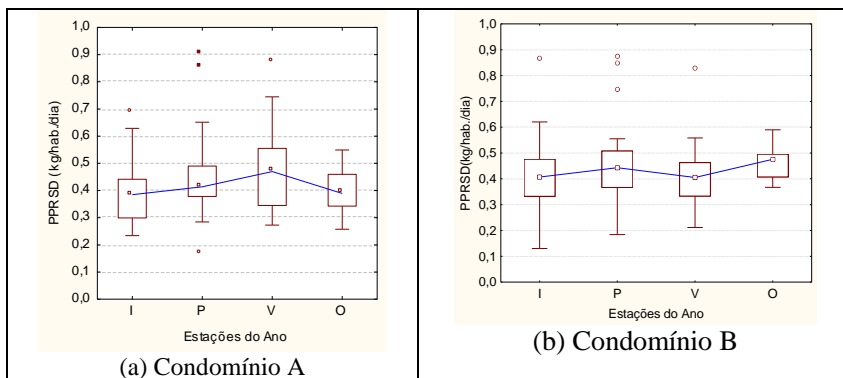 1,0
0,9
0,8
0,7
0,6
0,5
0,4
0,3
0,2
0,1
0,0
PPRSD (kg/hab./dia)
I P V O
Estações do Ano
(a) Condomínio A
1,0
0,9
0,8
0,7
0,6
0,5
0,4
0,3
0,2
0,1
0,0
PPRSD(kg/hab./dia)
I P V O
Estações do Ano
(b) Condomínio B